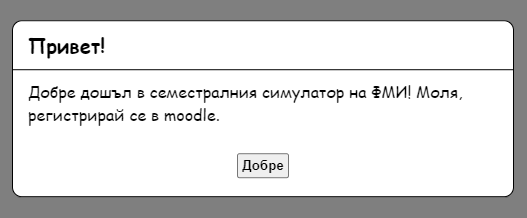 Привет!
Добре дошъл в семестралния симулатор на ФМИ! Моля,
регистрирай се в moodle.
Добре